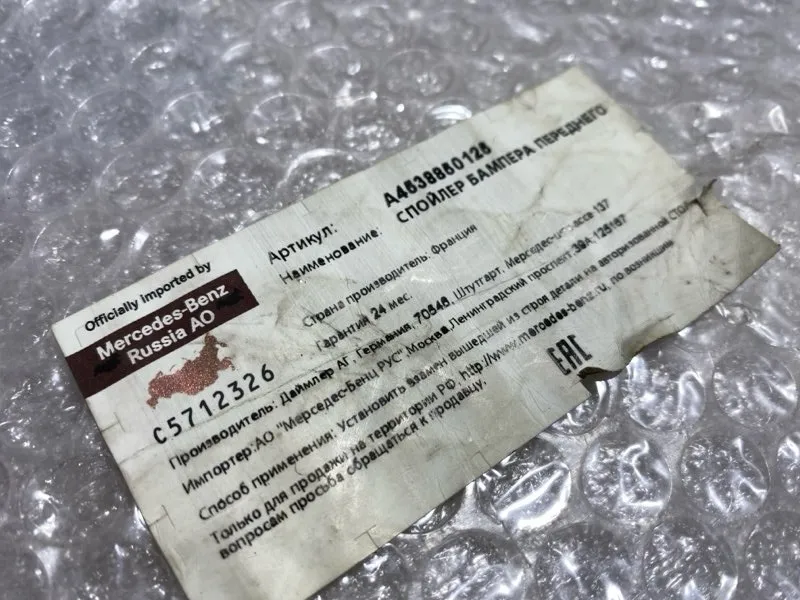 Officially imported by
Mercedes-Benz
Russia AO
C5712326
Артикул: A4638860126
Наименование: СПОЙЛЕР БАМПЕРА ПЕРЕДНЕГО
Страна производитель: Франция
Гарантия 24 мес.
Производитель: Даймлер АГ, Германия, 70546, Штутгарт, Мерседесштрассе 137
Импортер:АО "Мерседес-Бенц РУС" Москва,Ленинградский проспект,39А,125167
Способ применения: Установить взамен вышедшей из строя детали на авторизованной СТОА
Только для продажи на территории РФ, http://www.mercedes-benz.ru, по возникшим
вопросам просьба обращаться к продавцу.
EAC